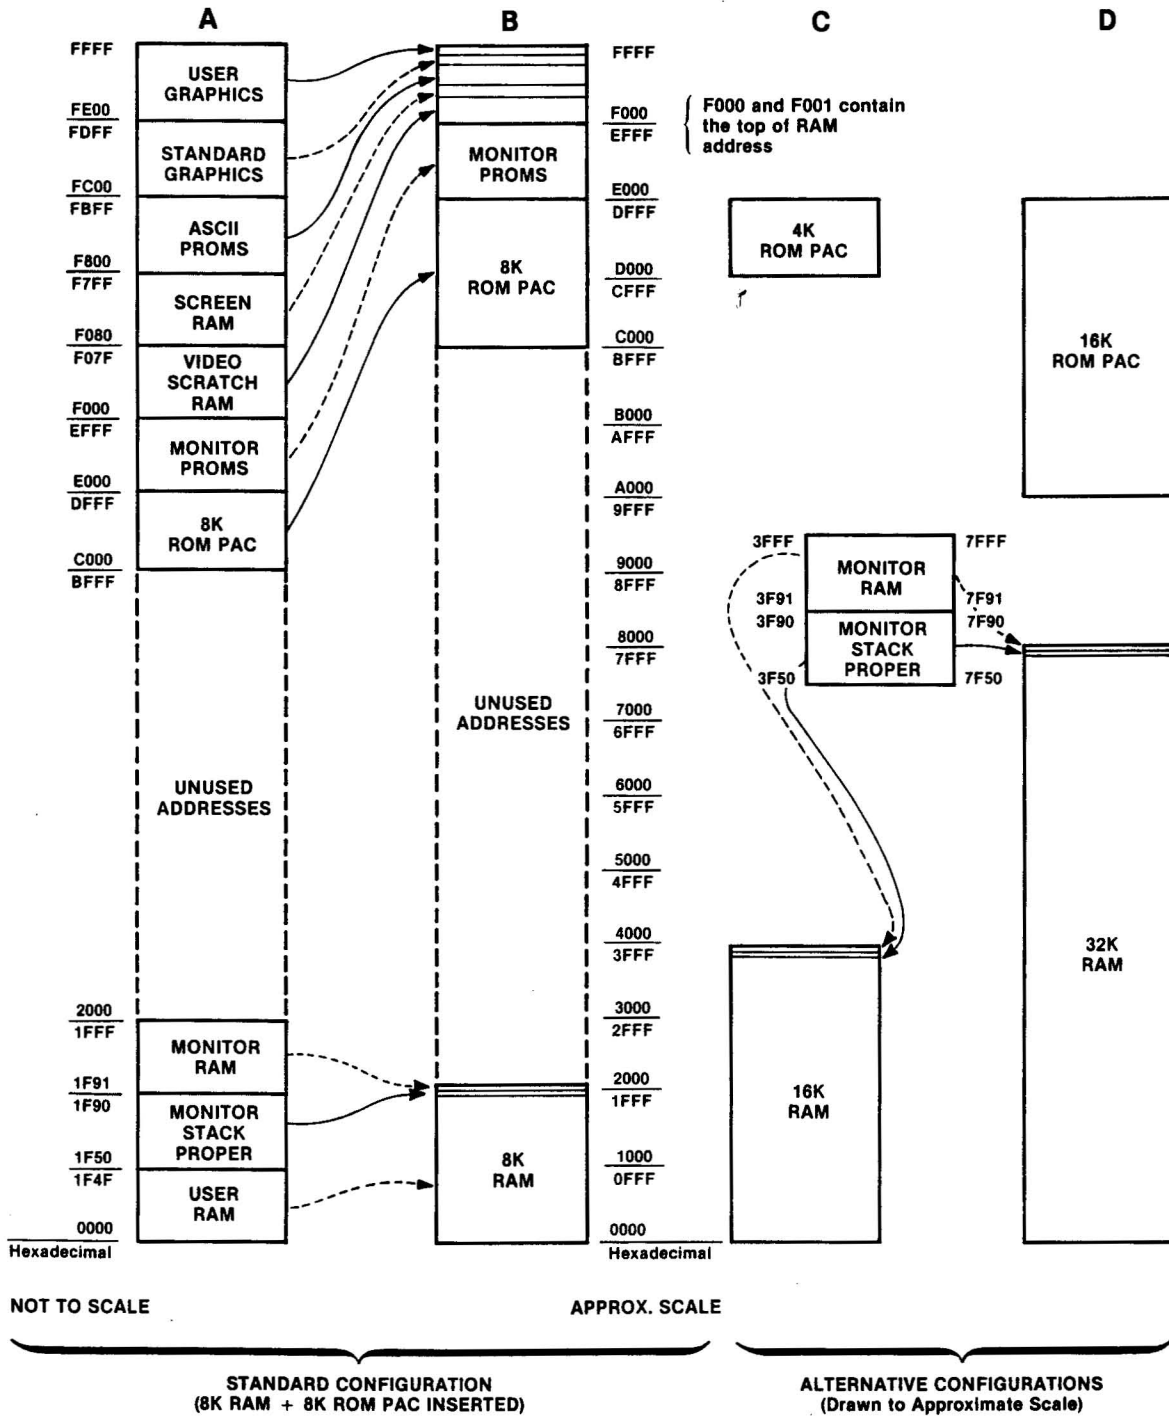 A
B
C
D
FFFF
USER
GRAPHICS
FE00
FDFF
STANDARD
GRAPHICS
FC00
FBFF
ASCII
PROMS
F800
F7FF
SCREEN
RAM
F080
F07F
VIDEO
SCRATCH
RAM
F000
EFFF
MONITOR
PROMS
E000
DFFF
8K
ROM PAC
C000
BFFF
UNUSED
ADDRESSES
2000
1FFF
MONITOR
RAM
1F91
1F90
MONITOR
STACK
PROPER
1F50
1F4F
USER
RAM
0000
Hexadecimal
MONITOR
PROMS
8K
ROM PAC
UNUSED
ADDRESSES
8K
RAM
FFFF
F000
EFFF
E000
DFFF
D000
CFFF
C000
BFFF
B000
AFFF
A000
9FFF
9000
8FFF
8000
7FFF
7000
6FFF
6000
5FFF
5000
4FFF
4000
3FFF
3000
2FFF
2000
1FFF
1000
0FFF
0000
Hexadecimal
F000 and F001 contain
the top of RAM
address
4K
ROM PAC
16K
ROM PAC
3FFF
MONITOR
RAM
7FFF
3F91
7F91
3F90
MONITOR
STACK
PROPER
7F90
3F50
7F50
16K
RAM
32K
RAM
NOT TO SCALE
APPROX. SCALE
STANDARD CONFIGURATION
(8K RAM + 8K ROM PAC INSERTED)
ALTERNATIVE CONFIGURATIONS
(Drawn to Approximate Scale)